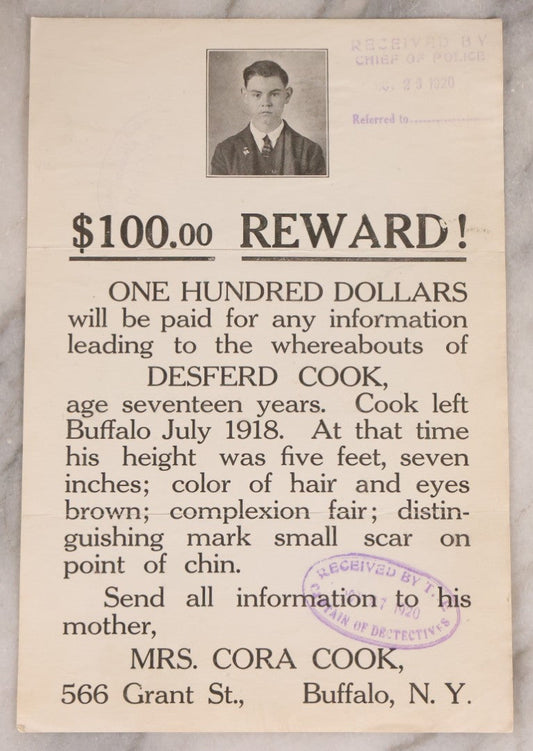 RECEIVED BY
CHIEF OF POLICE
23 1920
Referred to....................
$100.00 REWARD!
ONE HUNDRED DOLLARS
will be paid for any information
leading to the whereabouts of
DESFERD COOK,
age seventeen years. Cook left
Buffalo July 1918. At that time
his height was five feet, seven
inches; color of hair and eyes
brown; complexion fair; distin-
guishing mark small scar on
point of chin.
Send all information to his
mother,
MRS. CORA COOK,
566 Grant St., Buffalo, N. Y.
RECEIVED BY
1920
CAPTAIN OF DECTECTIVES